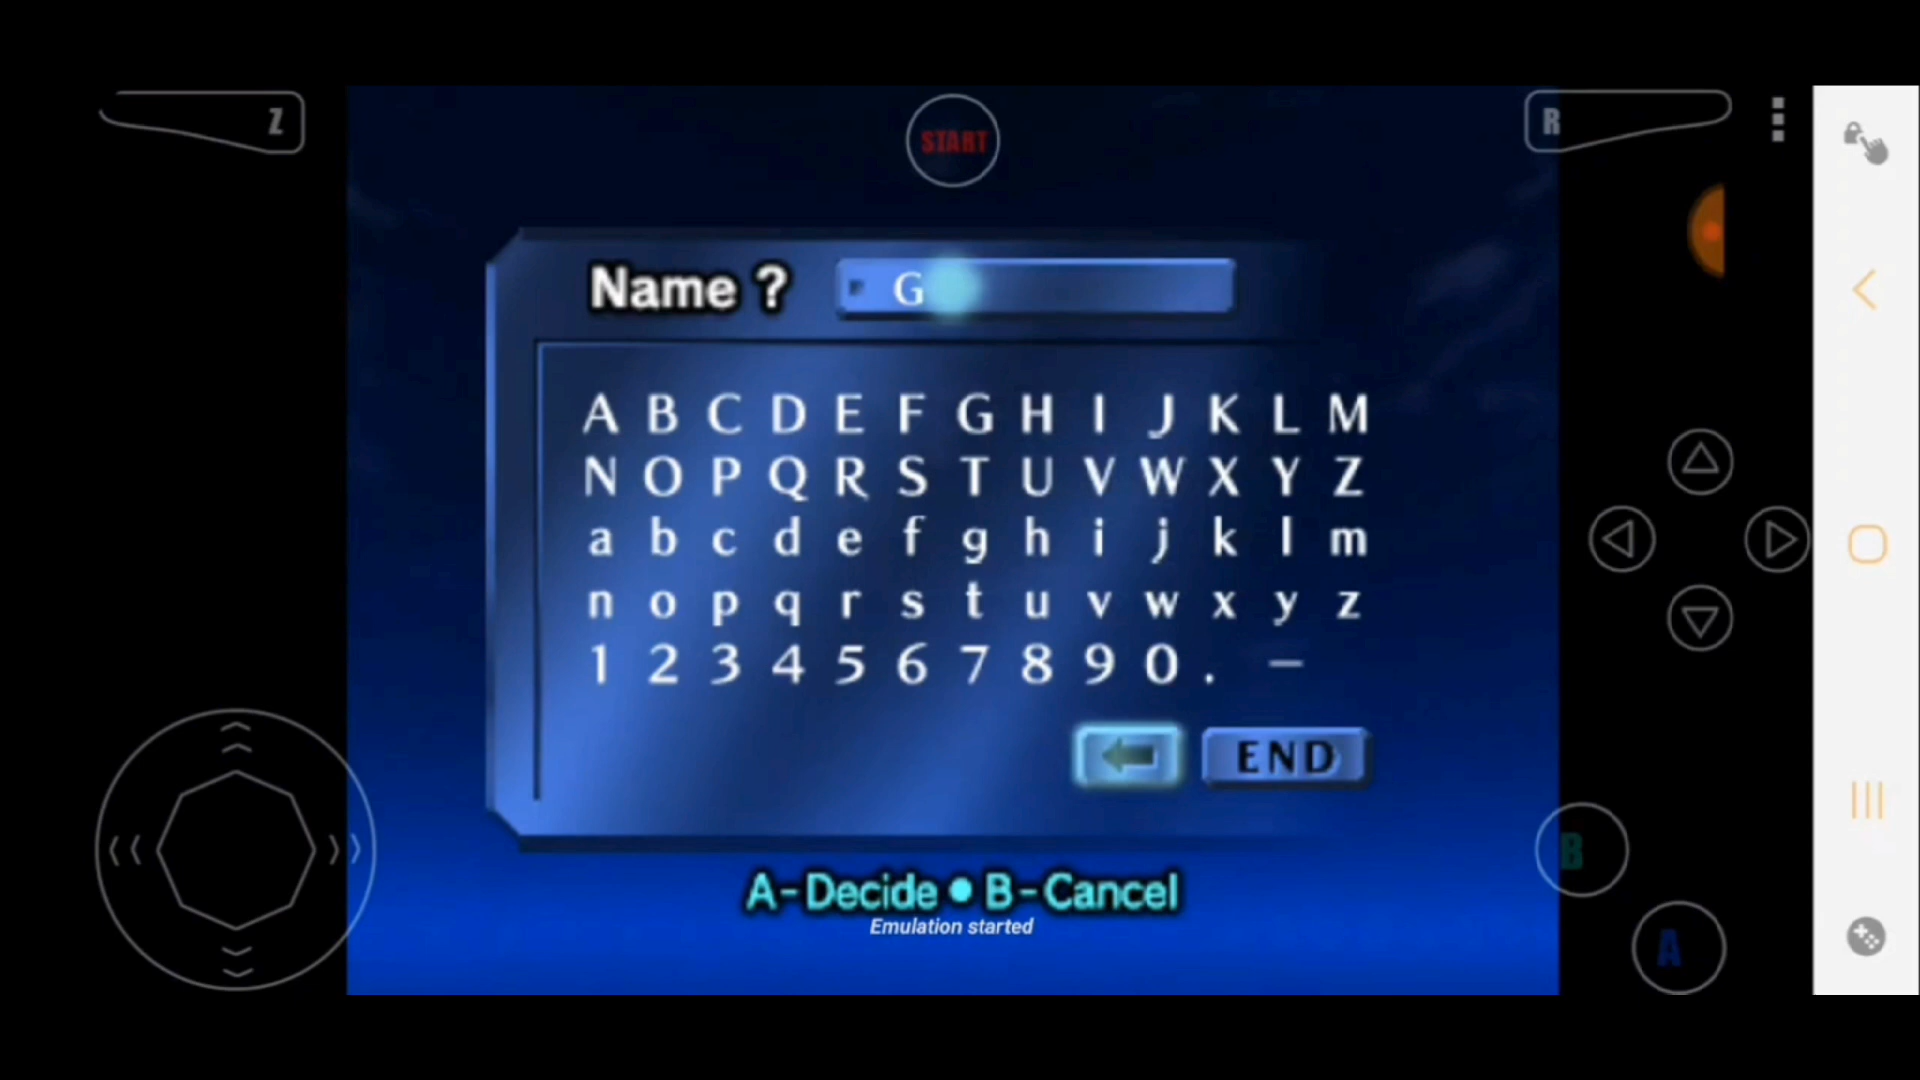 Z
START
R
Name ? G
A B C D E F G H I J K L M
N O P Q R S T U V W X Y Z
a b c d e f g h i j k l m
n o p q r s t u v w x y z
1 2 3 4 5 6 7 8 9 0 . –
END
B
A-Decide ● B-Cancel
Emulation started
A